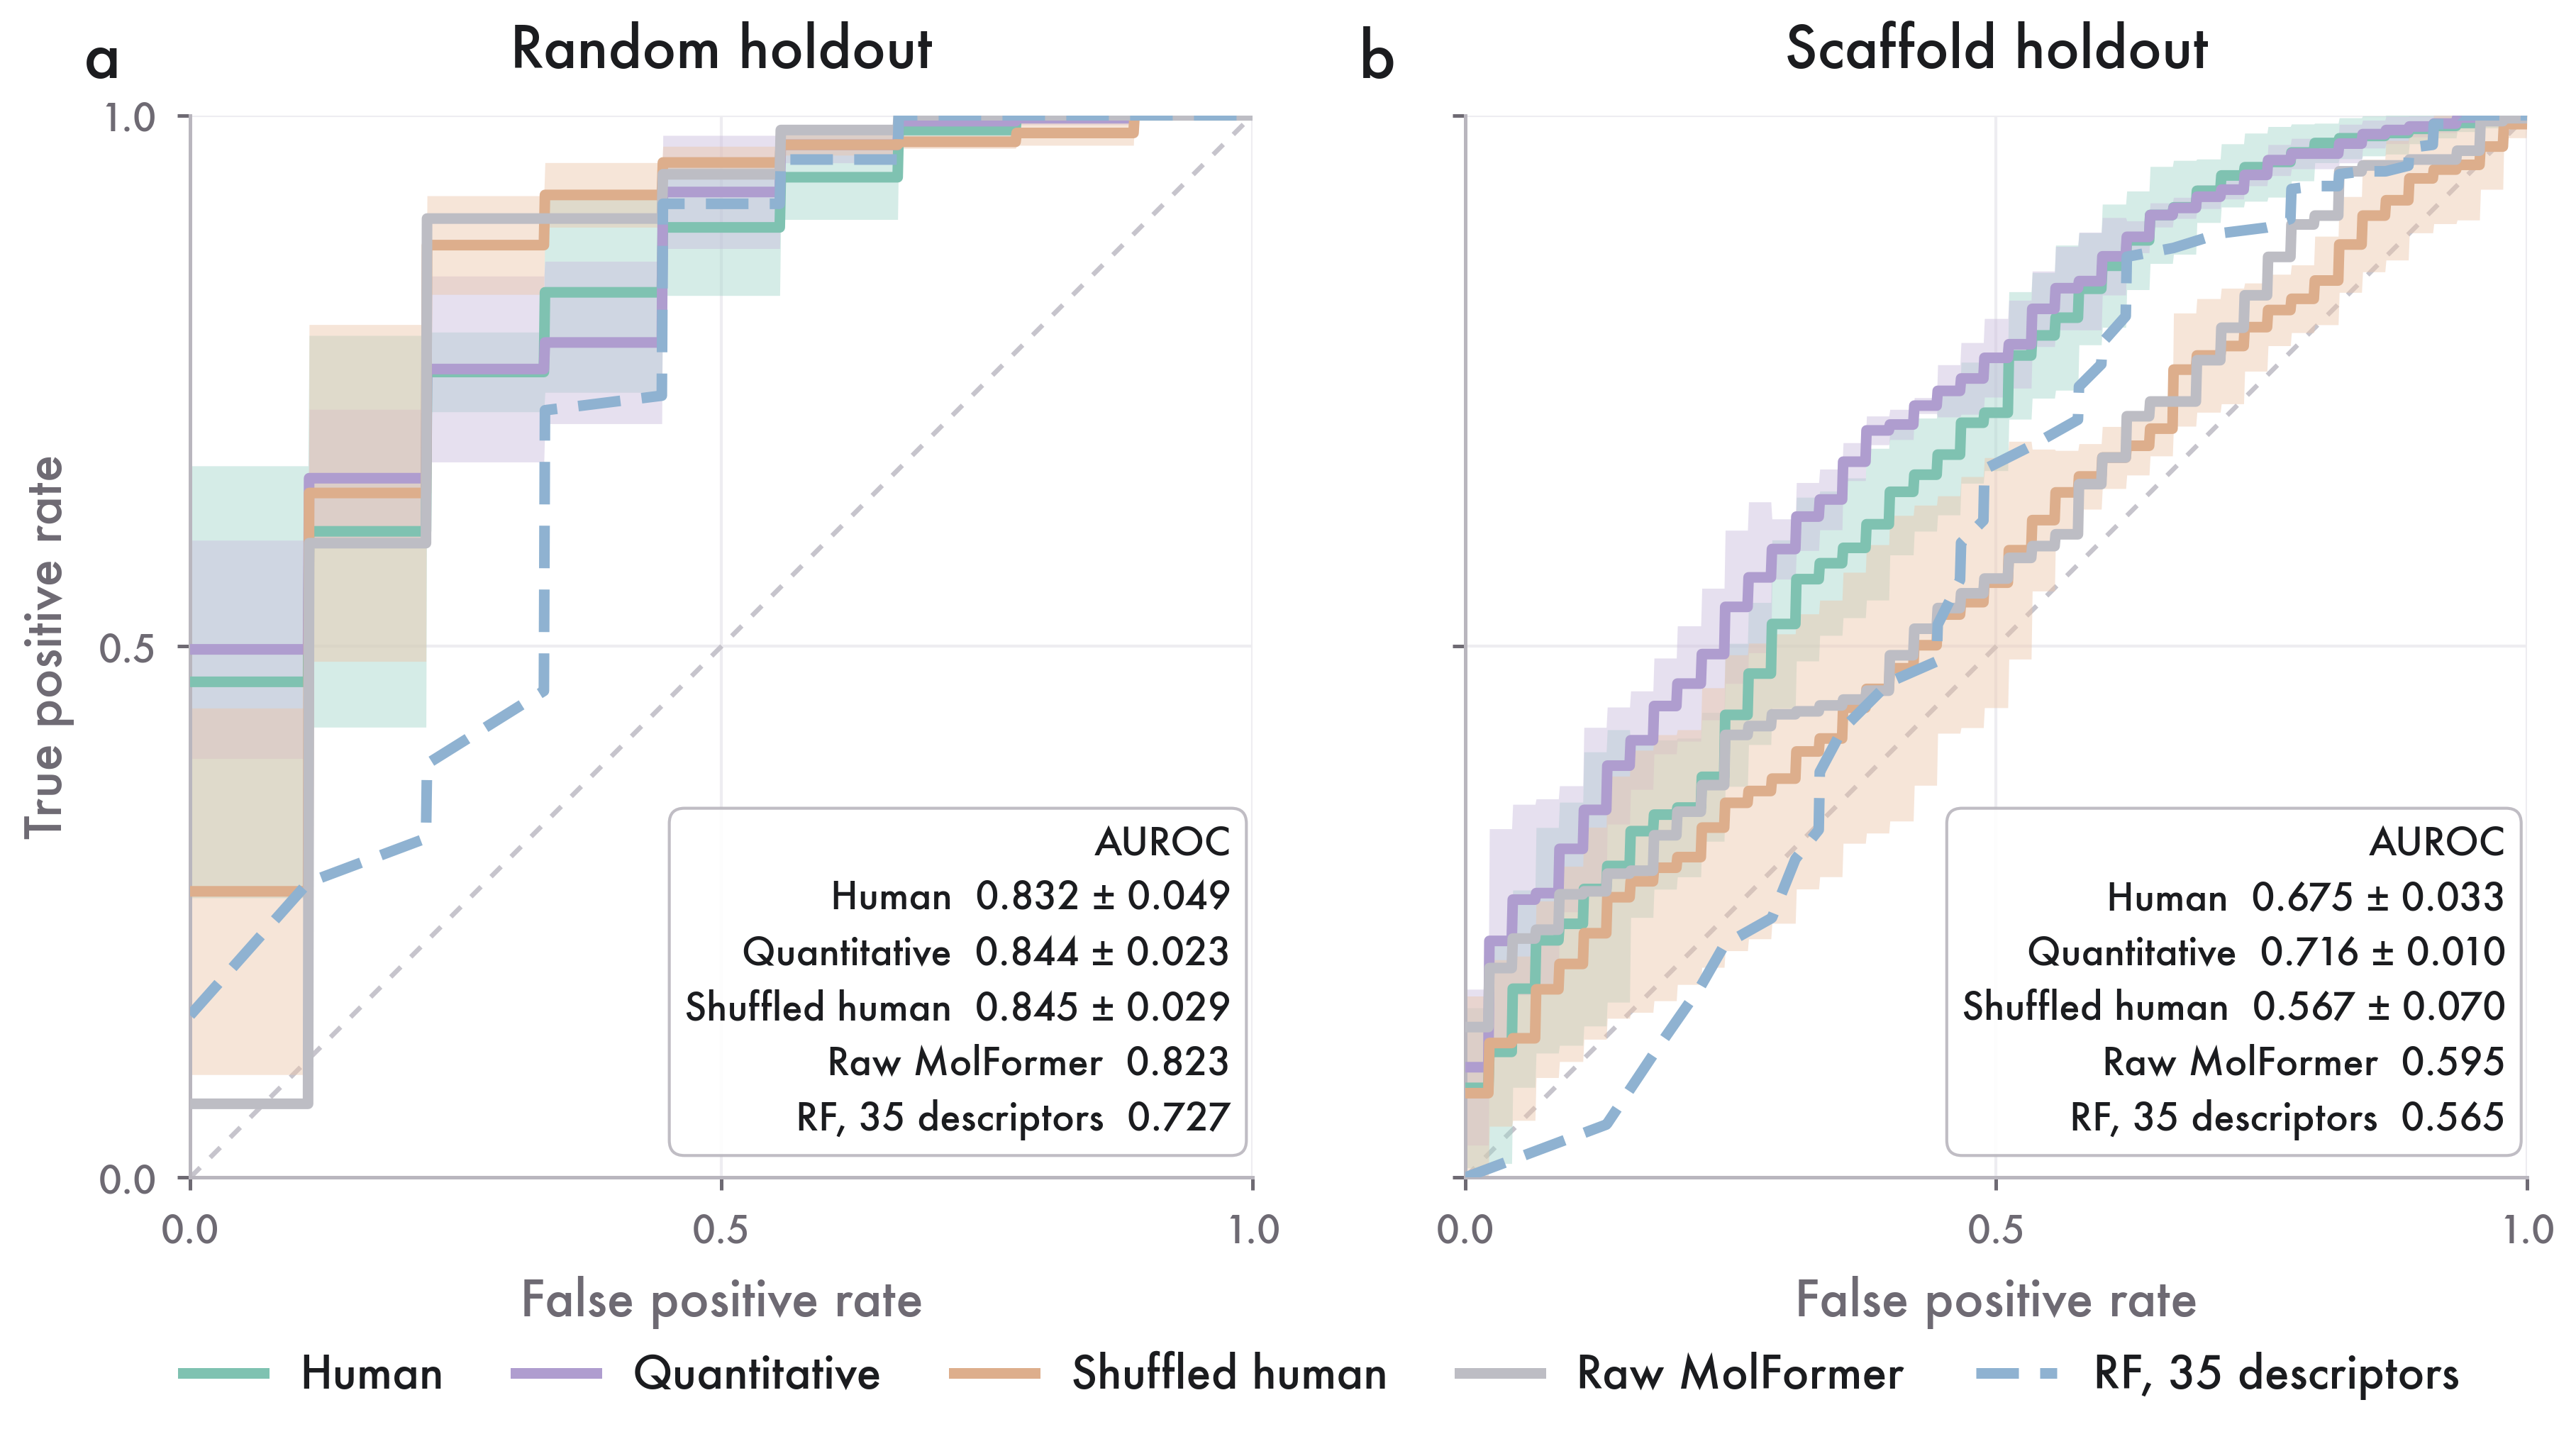 a
Random holdout
b
Scaffold holdout
True positive rate
1.0
0.5
0.0
AUROC
Human 0.832 ± 0.049
Quantitative 0.844 ± 0.023
Shuffled human 0.845 ± 0.029
Raw MolFormer 0.823
RF, 35 descriptors 0.727
0.0 0.5 1.0
False positive rate
AUROC
Human 0.675 ± 0.033
Quantitative 0.716 ± 0.010
Shuffled human 0.567 ± 0.070
Raw MolFormer 0.595
RF, 35 descriptors 0.565
0.0 0.5 1.0
False positive rate
Human Quantitative Shuffled human Raw MolFormer RF, 35 descriptors